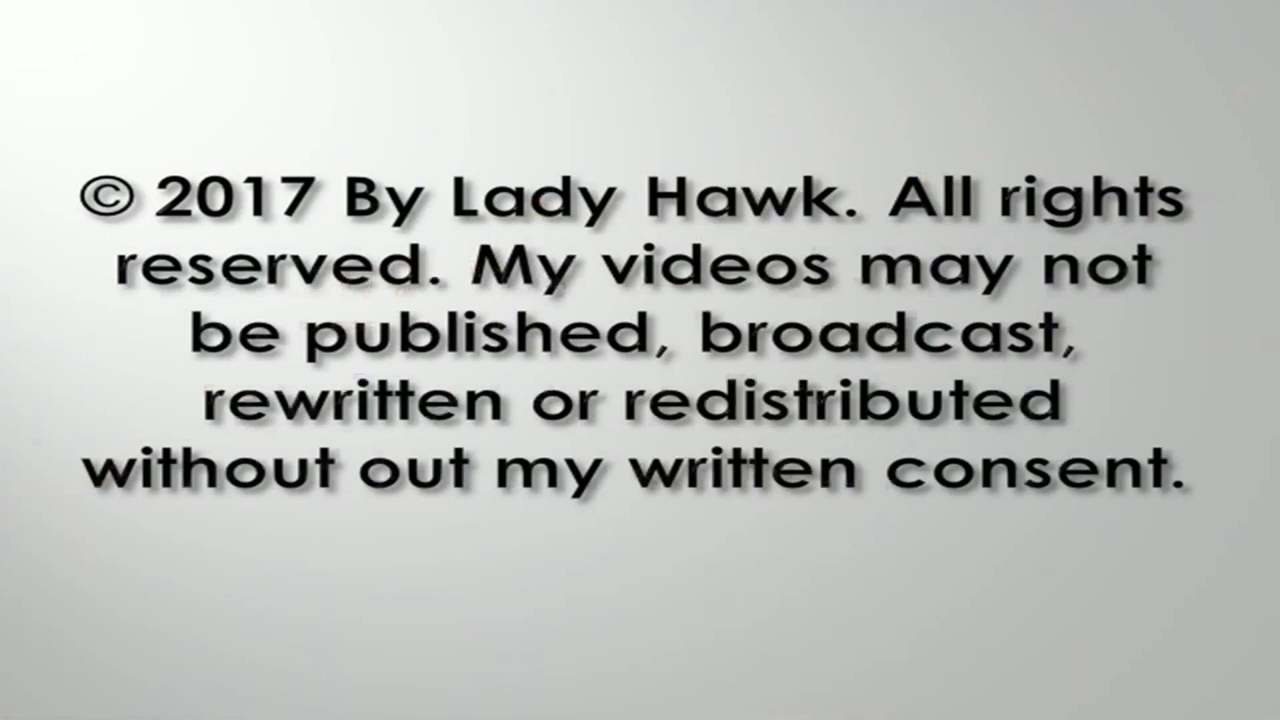 © 2017 By Lady Hawk. All rights
reserved. My videos may not
be published, broadcast,
rewritten or redistributed
without out my written consent.